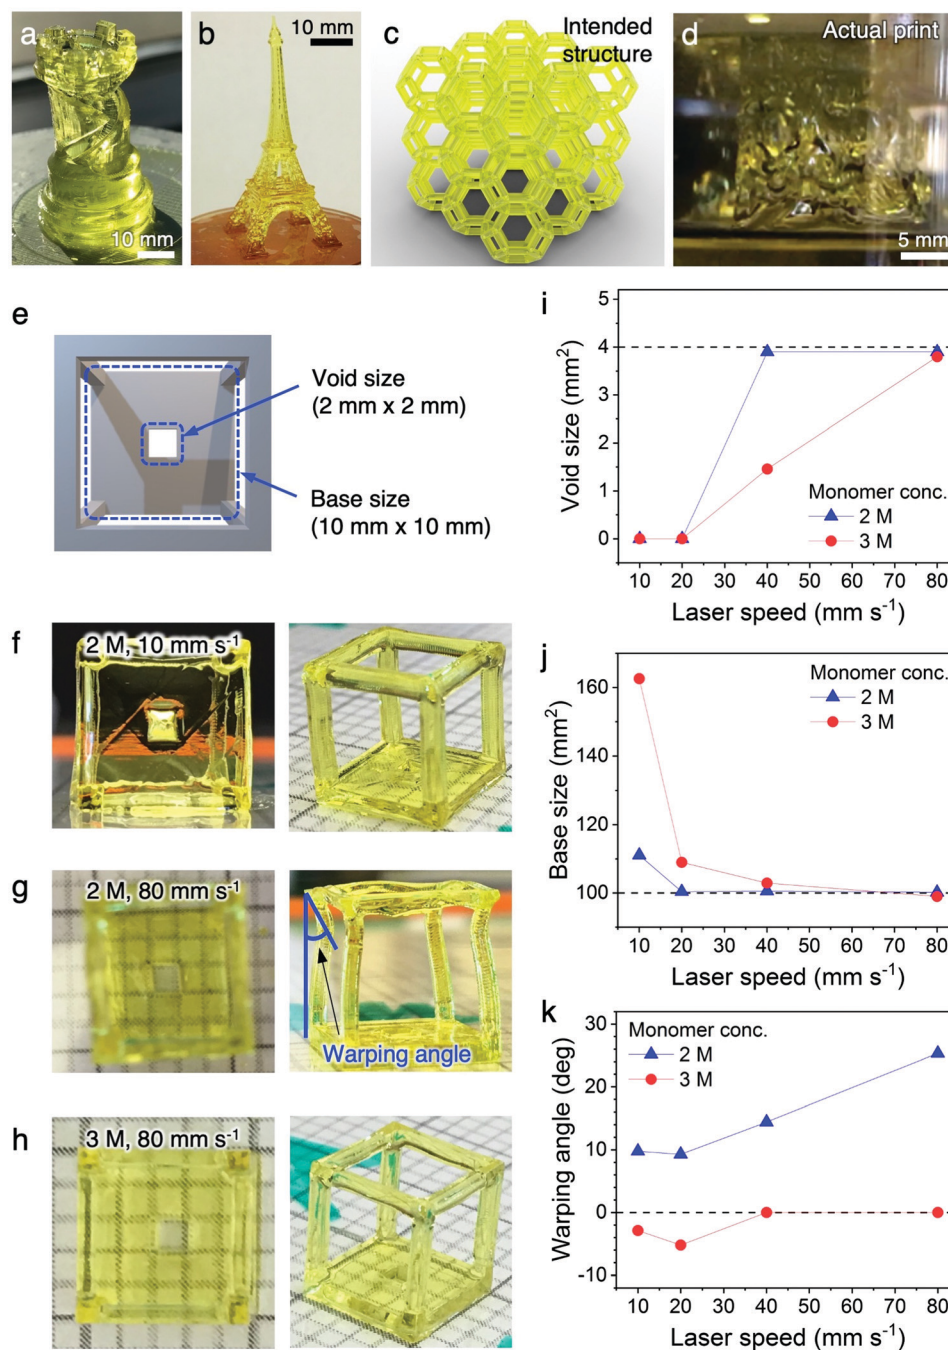 a
10 mm
b
10 mm
c
Intended
structure
d
Actual print
5 mm
e
Void size
(2 mm x 2 mm)
Base size
(10 mm x 10 mm)
f
2 M, 10 mm s⁻¹
g
2 M, 80 mm s⁻¹
Warping angle
h
3 M, 80 mm s⁻¹
i
Void size (mm²)
5
4
3
2
1
0
Monomer conc.
2 M
3 M
10 20 30 40 50 60 70 80
Laser speed (mm s⁻¹)
j
Base size (mm²)
160
140
120
100
Monomer conc.
2 M
3 M
10 20 30 40 50 60 70 80
Laser speed (mm s⁻¹)
k
Warping angle (deg)
30
20
10
0
-10
Monomer conc.
2 M
3 M
10 20 30 40 50 60 70 80
Laser speed (mm s⁻¹)